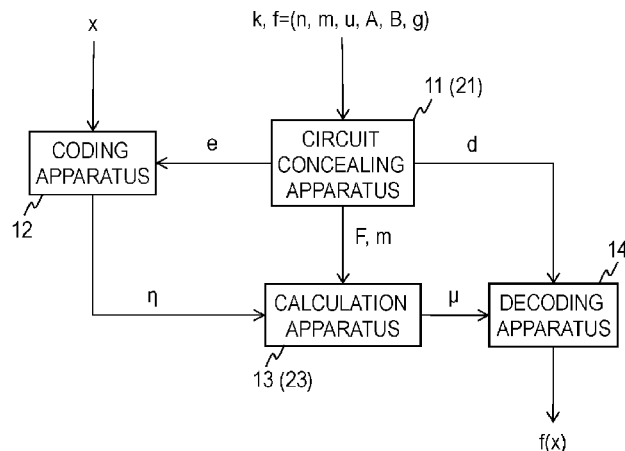 x
k, f=(n, m, u, A, B, g)
11 (21)
CODING
APPARATUS
e
CIRCUIT
CONCEALING
APPARATUS
d
12
F, m
14
η
CALCULATION
APPARATUS
μ
DECODING
APPARATUS
13 (23)
f(x)